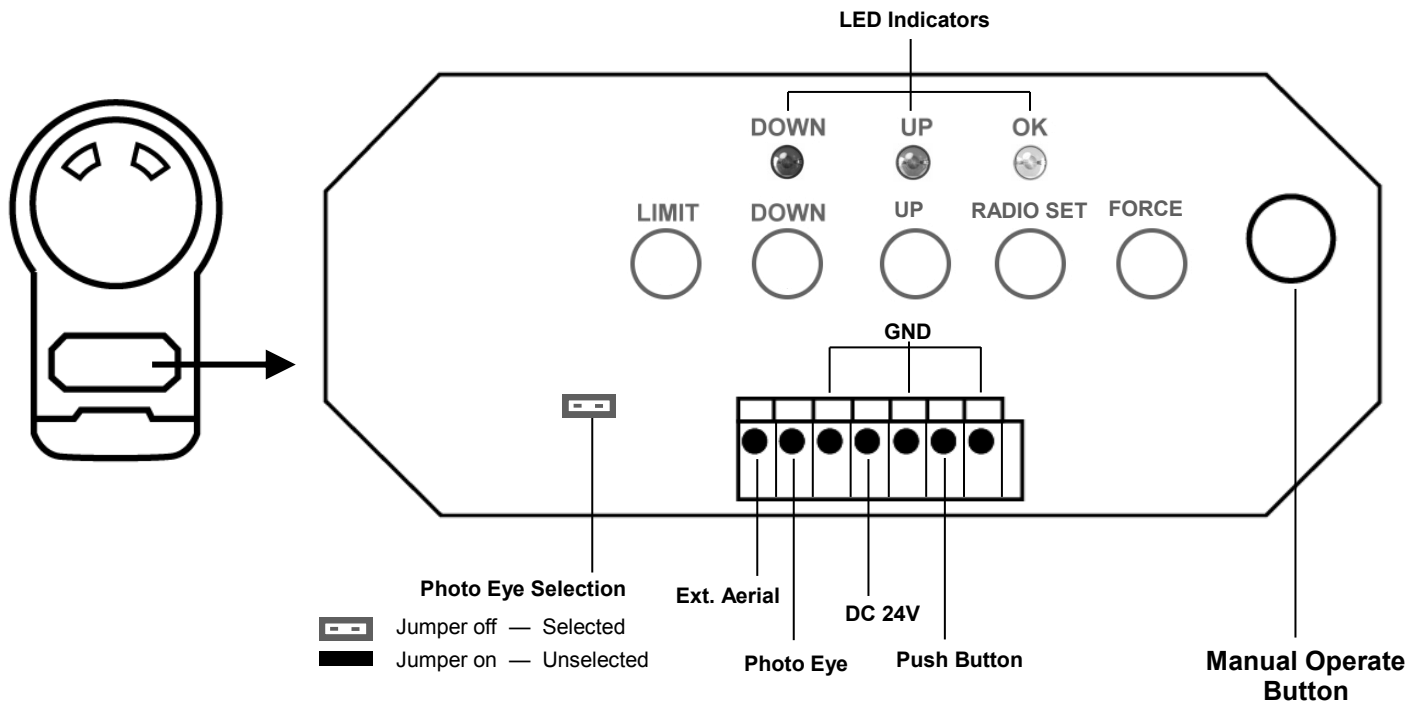 LED Indicators
DOWN UP OK
LIMIT DOWN UP RADIO SET FORCE
GND
Photo Eye Selection
Jumper off — Selected
Jumper on — Unselected
Ext. Aerial
DC 24V
Photo Eye
Push Button
Manual Operate
Button